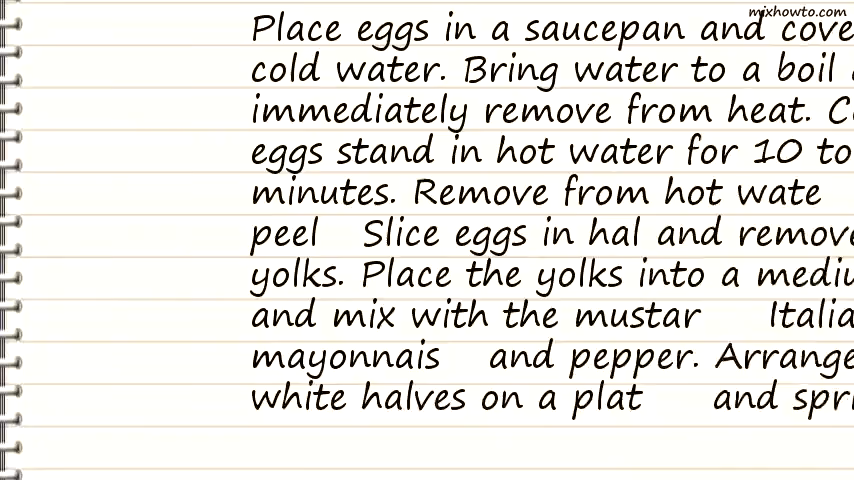 mixhowto.com
Place eggs in a saucepan and cove
cold water. Bring water to a boil
immediately remove from heat. C
eggs stand in hot water for 10 to
minutes. Remove from hot wate
peel Slice eggs in hal and remove
yolks. Place the yolks into a mediu
and mix with the mustar Italia
mayonnais and pepper. Arrange
white halves on a plat and spri